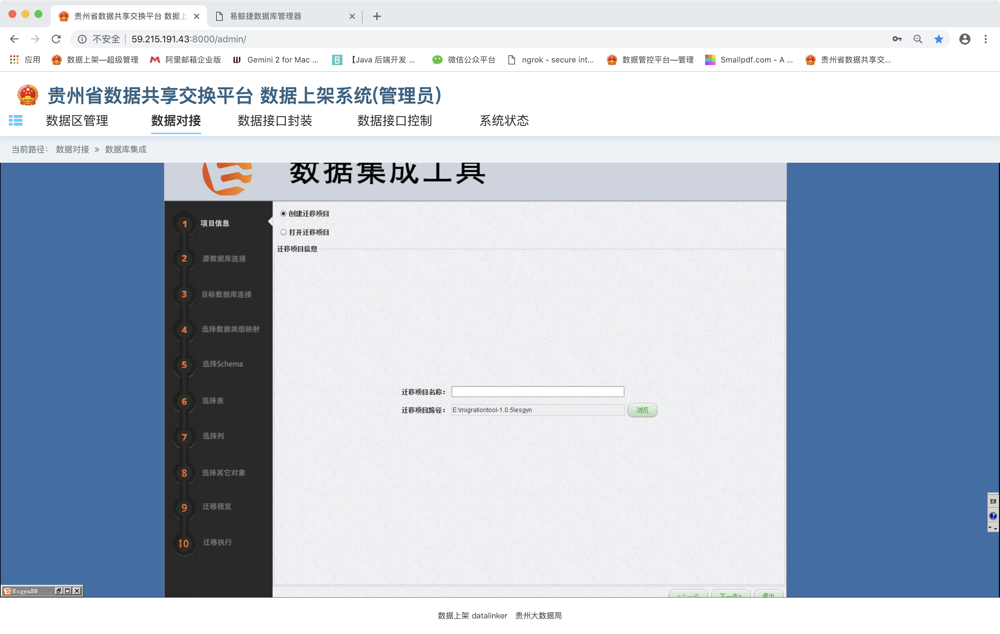 贵州省数据共享交换平台 数据上
易鲸捷数据库管理器
不安全 59.215.191.43:8000/admin/
应用 数据上架—超级管理 阿里邮箱企业版 Gemini 2 for Mac ... 【Java 后端开发 ... 微信公众平台 ngrok - secure int... 数据管控平台—管理 Smallpdf.com - A ... 贵州省数据共享交...
贵州省数据共享交换平台 数据上架系统(管理员)
数据区管理 数据对接 数据接口封装 数据接口控制 系统状态
当前路径： 数据对接 » 数据库集成
数据集成工具
1 项目信息
2 源数据库连接
3 目标数据库连接
4 选择数据类型映射
5 选择Schema
6 选择表
7 选择列
8 选择其它对象
9 迁移预览
10 迁移执行
创建迁移项目
打开迁移项目
迁移项目信息
迁移项目名称：
迁移项目路径： E:\migrationtool-1.0.5\esgyn 浏览
<上一步 下一步> 退出
EN
EsgynDB ...
数据上架 datalinker 贵州大数据局